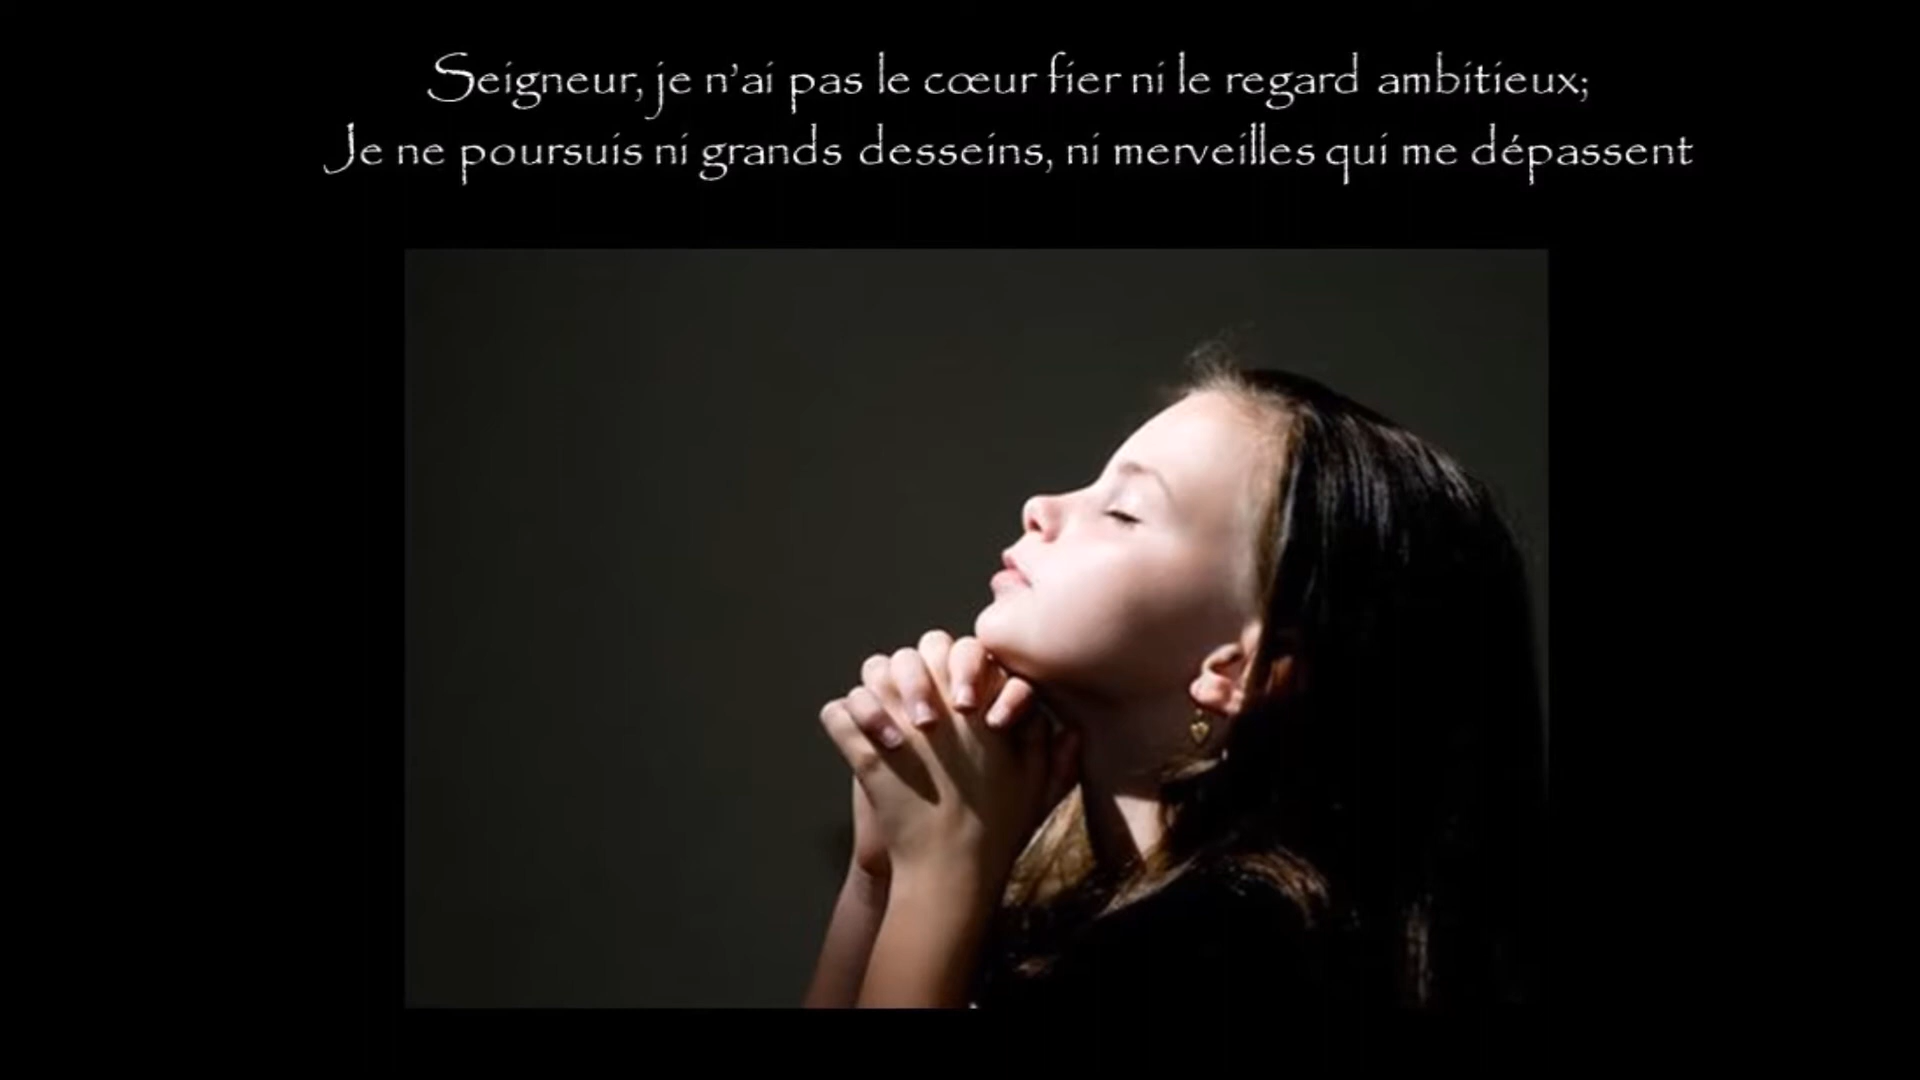 Seigneur, je n’ai pas le cœur fier ni le regard ambitieux;
Je ne poursuis ni grands desseins, ni merveilles qui me dépassent